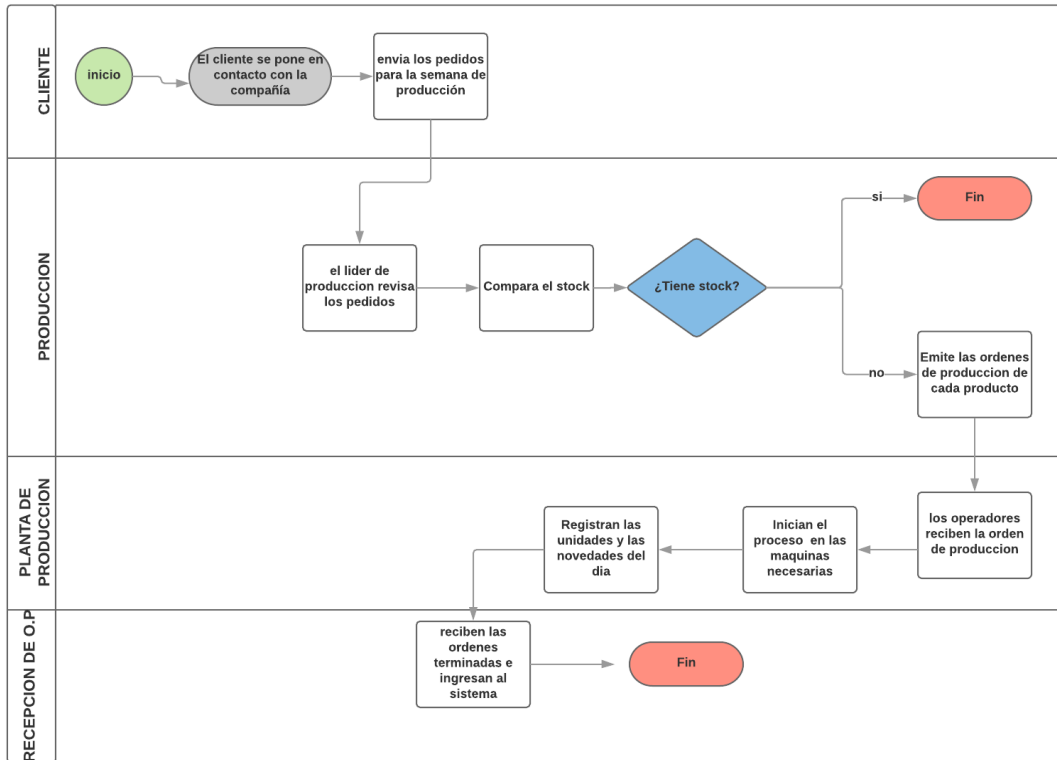 CLIENTE
inicio
El cliente se pone en
contacto con la
compañía
envia los pedidos
para la semana de
producción
PRODUCCION
el lider de
produccion revisa
los pedidos
Compara el stock
¿Tiene stock?
si
Fin
no
Emite las ordenes
de produccion de
cada producto
PLANTA DE
PRODUCCION
los operadores
reciben la orden
de produccion
Inician el
proceso en las
maquinas
necesarias
Registran las
unidades y las
novedades del
dia
RECEPCION DE O.P
reciben las
ordenes
terminadas e
ingresan al
sistema
Fin